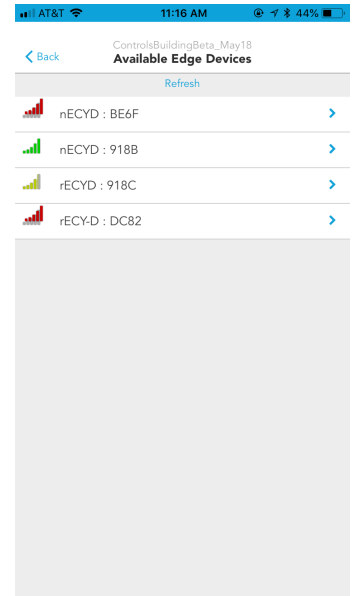 AT&T 11:16 AM 44%
Back
ControlsBuildingBeta_May18
Available Edge Devices
Refresh
nECYD : BE6F
nECYD : 918B
rECYD : 918C
rECY-D : DC82